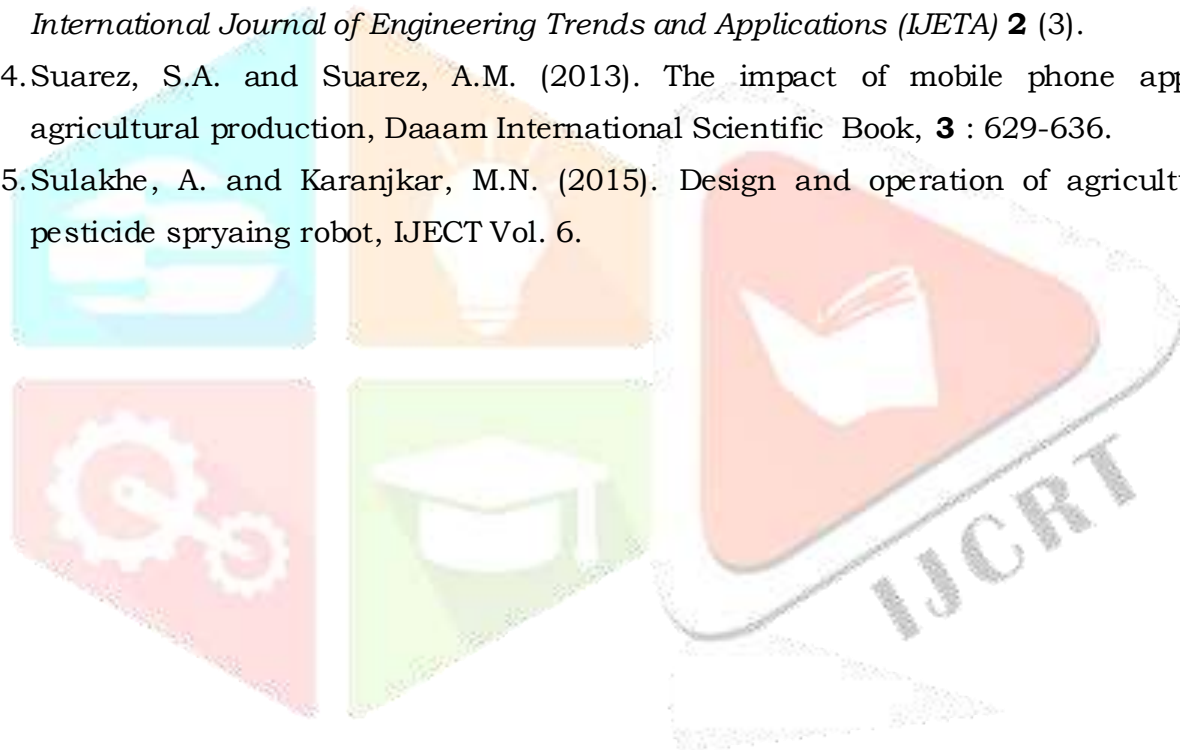 International Journal of Engineering Trends and Applications (IJETA) 2 (3).
4. Suarez, S.A. and Suarez, A.M. (2013). The impact of mobile phone app
agricultural production, Daaam International Scientific Book, 3 : 629-636.
5. Sulakhe, A. and Karanjkar, M.N. (2015). Design and operation of agricult
pesticide spryaing robot, IJECT Vol. 6.
IJCRT